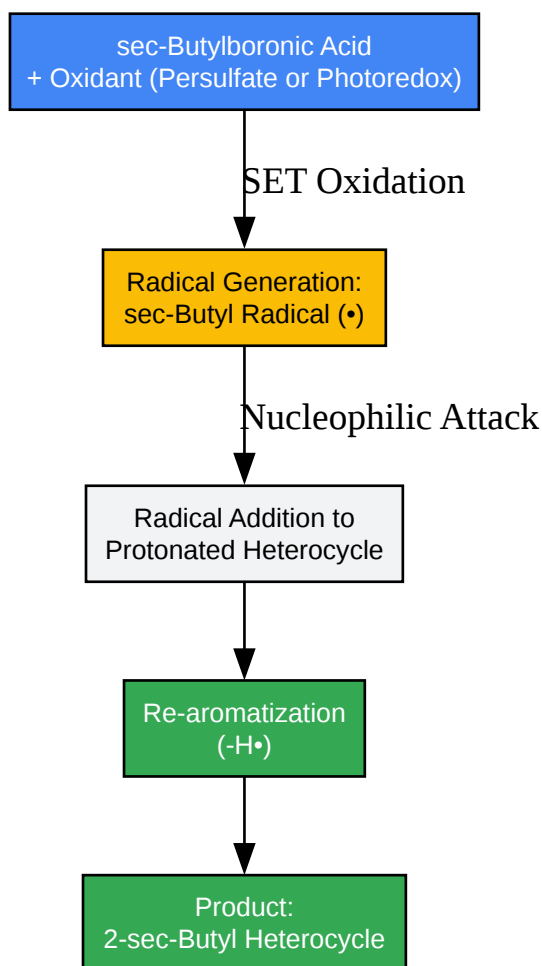 sec-Butylboronic Acid
+ Oxidant (Persulfate or Photoredox)
SET Oxidation
Radical Generation:
sec-Butyl Radical (•)
Nucleophilic Attack
Radical Addition to
Protonated Heterocycle
Re-aromatization
(-H•)
Product:
2-sec-Butyl Heterocycle